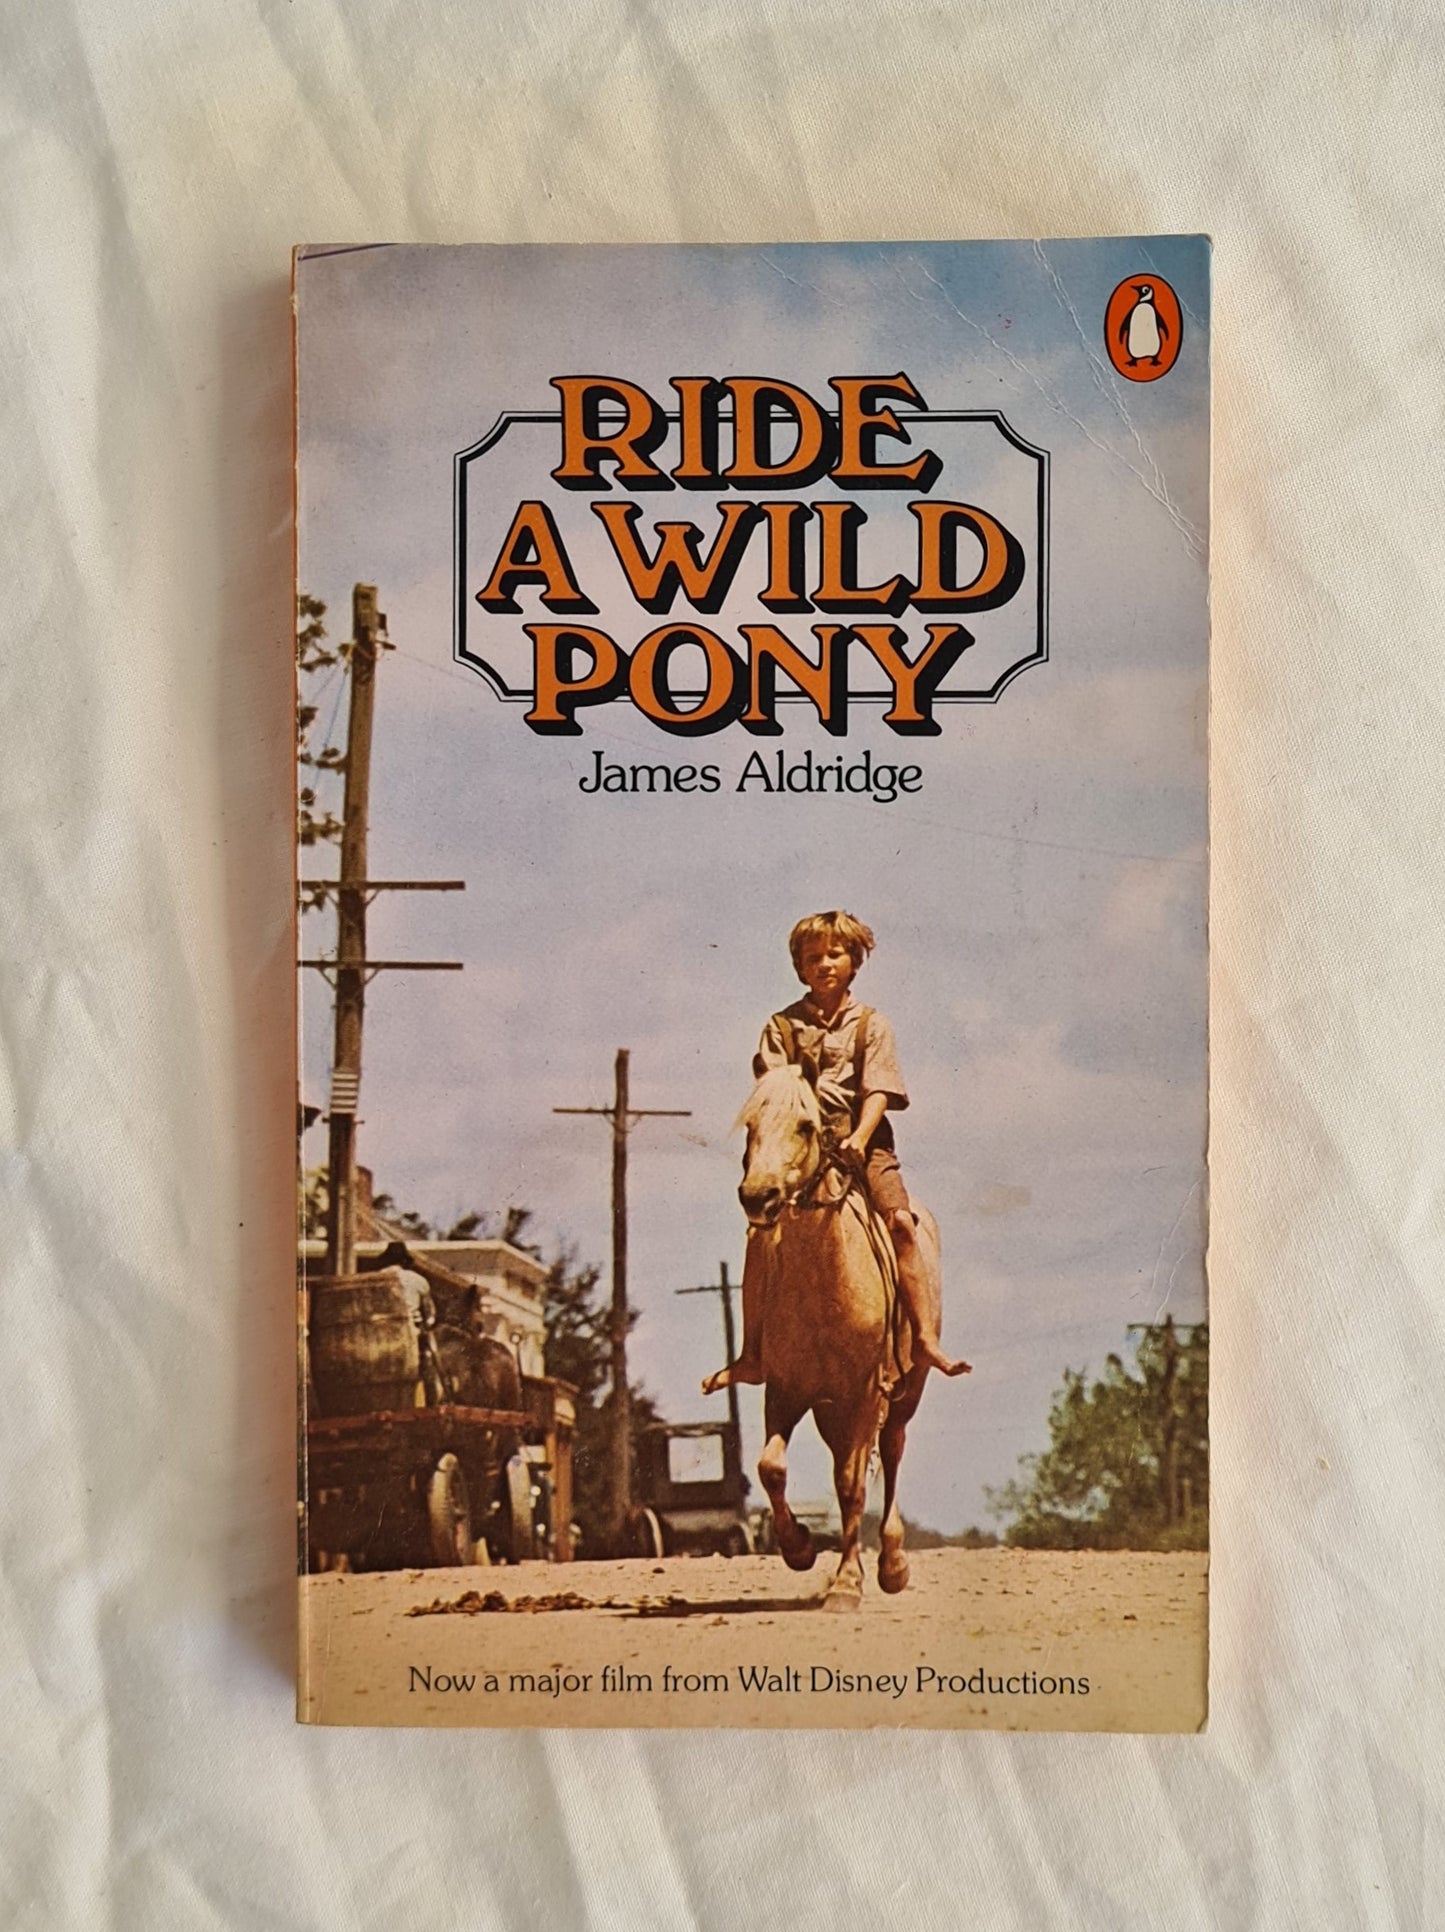 RIDE
A WILD
PONY
James Aldridge
Now a major film from Walt Disney Productions